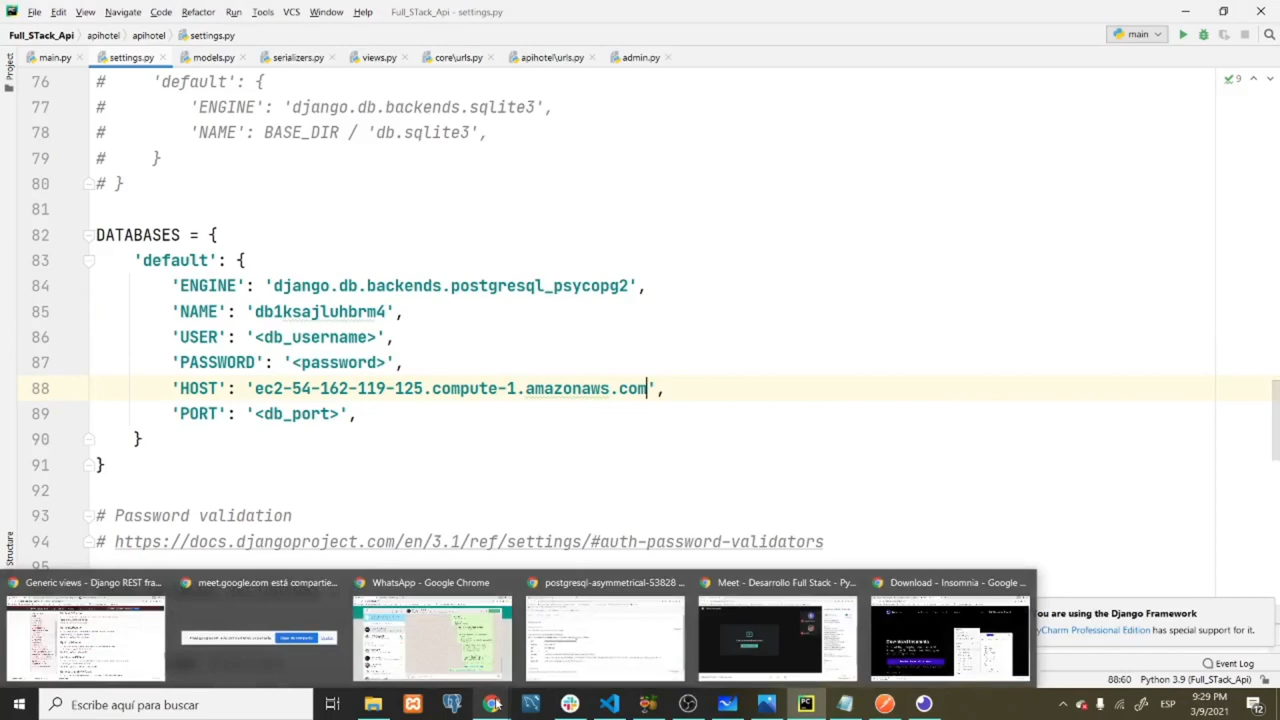 File Edit View Navigate Code Refactor Run Tools VCS Window Help Full_STack_Api - settings.py
Full_STack_Api apihotel apihotel settings.py main
main.py settings.py models.py serializers.py views.py core\urls.py apihotel\urls.py admin.py
Project
76 # 'default': { 9
77 # 'ENGINE': 'django.db.backends.sqlite3',
78 # 'NAME': BASE_DIR / 'db.sqlite3',
79 # }
80 # }
81
82 DATABASES = {
83 'default': {
84 'ENGINE': 'django.db.backends.postgresql_psycopg2',
85 'NAME': 'db1ksajluhbrm4',
86 'USER': '<db_username>',
87 'PASSWORD': '<password>',
88 'HOST': 'ec2-54-162-119-125.compute-1.amazonaws.com',
89 'PORT': '<db_port>',
90 }
91 }
92
93 # Password validation
94 # https://docs.djangoproject.com/en/3.1/ref/settings/#auth-password-validators
95
Structure
Generic views - Django REST fra... meet.google.com está compartie... WhatsApp - Google Chrome postgresql-asymmetrical-53828 ... Meet - Desarrollo Full Stack - Py... Download - Insomnia - Google ...
you are using the Django Framework
yCharm Professional Edition has special support for it.
88:60 Python 3.9 (Full_STack_Api)
Escribe aquí para buscar
ESP
9:29 PM
3/9/2021